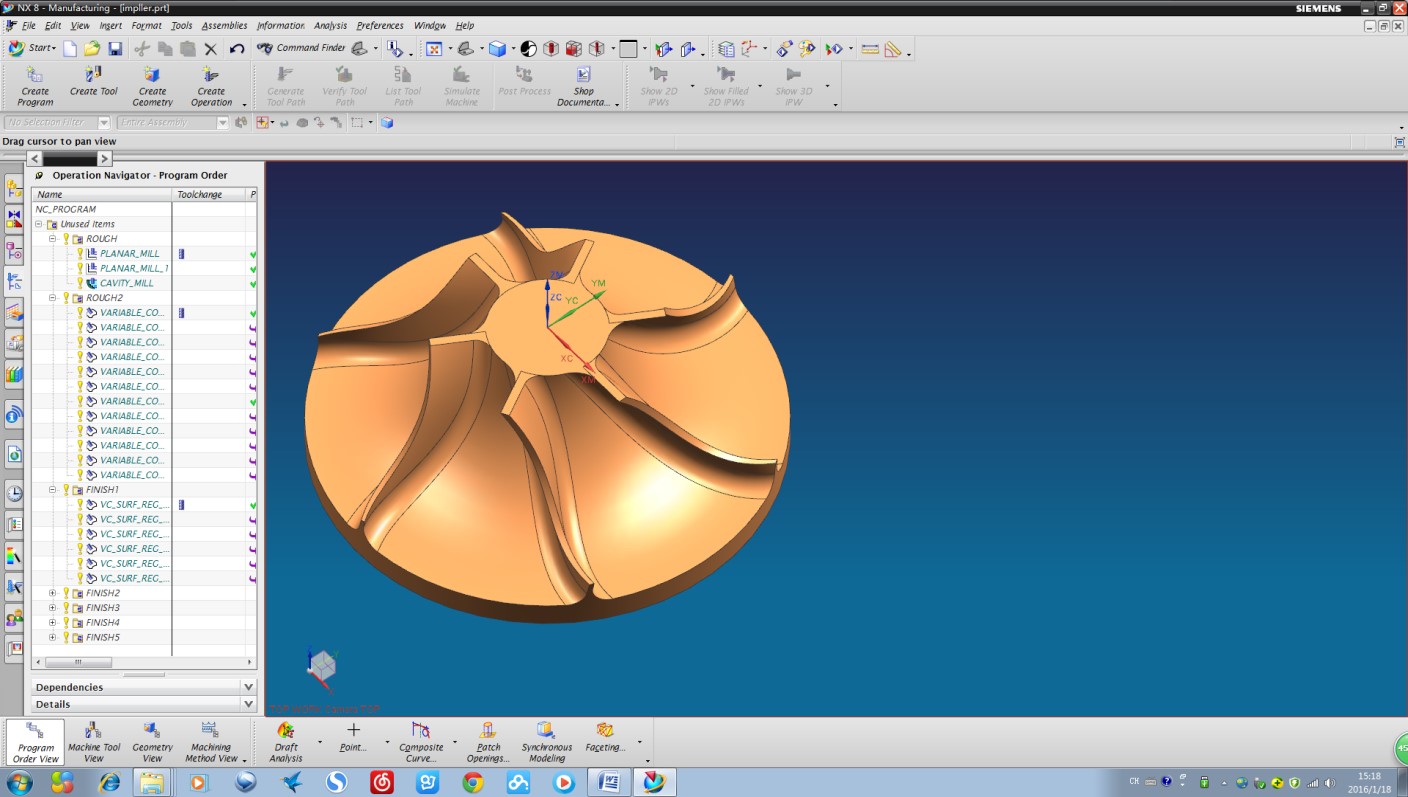 NX 8 - Manufacturing - [impller.prt]
SIEMENS
File Edit View Insert Format Tools Assemblies Information Analysis Preferences Window Help
Start Command Finder
Create Program Create Tool Create Geometry Create Operation Generate Tool Path Verify Tool Path List Tool Path Simulate Machine Post Process Shop Documenta... Show 2D IPWs Show Filled 2D IPWs Show 3D IPW
No Selection Filter Entire Assembly
Drag cursor to pan view
Operation Navigator - Program Order
Name Toolchange P
NC_PROGRAM
Unused Items
ROUGH
PLANAR_MILL
PLANAR_MILL_1
CAVITY_MILL
ROUGH2
VARIABLE_CO...
VARIABLE_CO...
VARIABLE_CO...
VARIABLE_CO...
VARIABLE_CO...
VARIABLE_CO...
VARIABLE_CO...
VARIABLE_CO...
VARIABLE_CO...
VARIABLE_CO...
VARIABLE_CO...
VARIABLE_CO...
FINISH1
VC_SURF_REG_...
VC_SURF_REG_...
VC_SURF_REG_...
VC_SURF_REG_...
VC_SURF_REG_...
VC_SURF_REG_...
FINISH2
FINISH3
FINISH4
FINISH5
Dependencies
Details
ZM
ZC
YM
YC
XC
XM
Program Order View Machine Tool View Geometry View Machining Method View Draft Analysis Point... Composite Curve... Patch Openings... Synchronous Modeling Faceting...
45
CH
15:18
2016/1/18